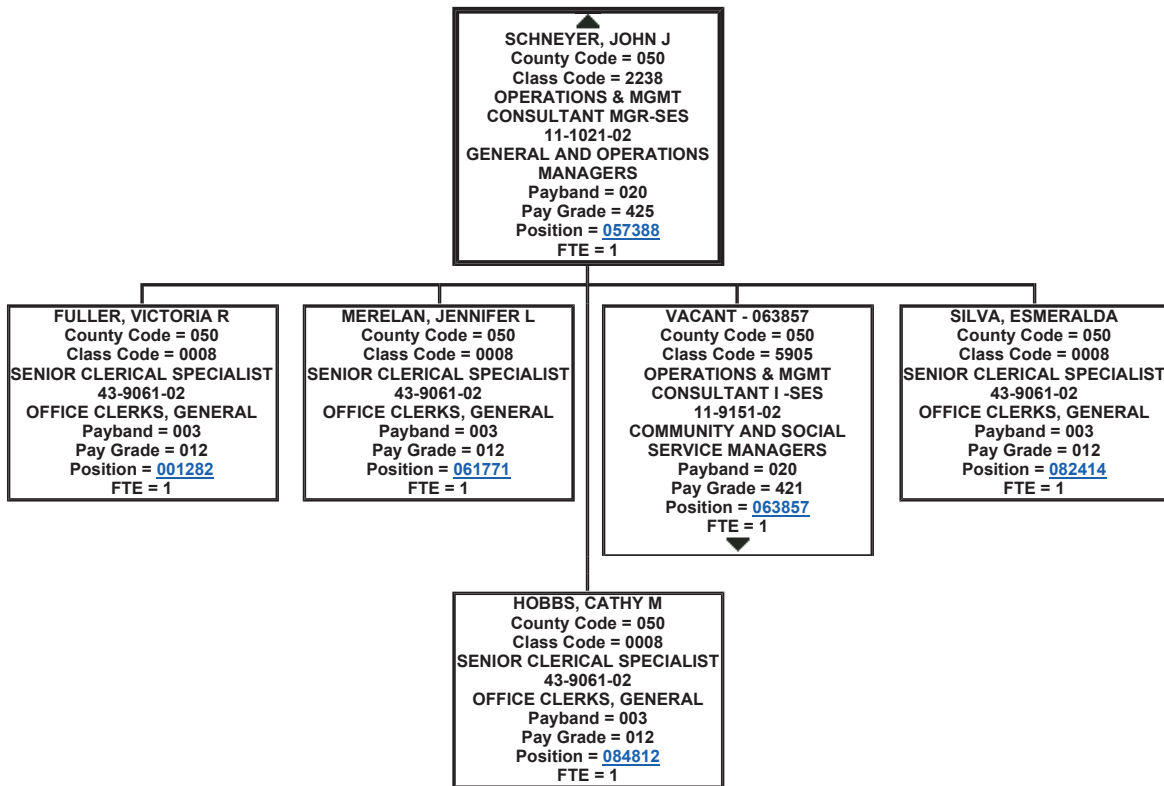 SCHNEYER, JOHN J
County Code = 050
Class Code = 2238
OPERATIONS & MGMT
CONSULTANT MGR-SES
11-1021-02
GENERAL AND OPERATIONS
MANAGERS
Payband = 020
Pay Grade = 425
Position = 057388
FTE = 1
FULLER, VICTORIA R
County Code = 050
Class Code = 0008
SENIOR CLERICAL SPECIALIST
43-9061-02
OFFICE CLERKS, GENERAL
Payband = 003
Pay Grade = 012
Position = 001282
FTE = 1
MERELAN, JENNIFER L
County Code = 050
Class Code = 0008
SENIOR CLERICAL SPECIALIST
43-9061-02
OFFICE CLERKS, GENERAL
Payband = 003
Pay Grade = 012
Position = 061771
FTE = 1
VACANT - 063857
County Code = 050
Class Code = 5905
OPERATIONS & MGMT
CONSULTANT I -SES
11-9151-02
COMMUNITY AND SOCIAL
SERVICE MANAGERS
Payband = 020
Pay Grade = 421
Position = 063857
FTE = 1
SILVA, ESMERALDA
County Code = 050
Class Code = 0008
SENIOR CLERICAL SPECIALIST
43-9061-02
OFFICE CLERKS, GENERAL
Payband = 003
Pay Grade = 012
Position = 082414
FTE = 1
HOBBS, CATHY M
County Code = 050
Class Code = 0008
SENIOR CLERICAL SPECIALIST
43-9061-02
OFFICE CLERKS, GENERAL
Payband = 003
Pay Grade = 012
Position = 084812
FTE = 1